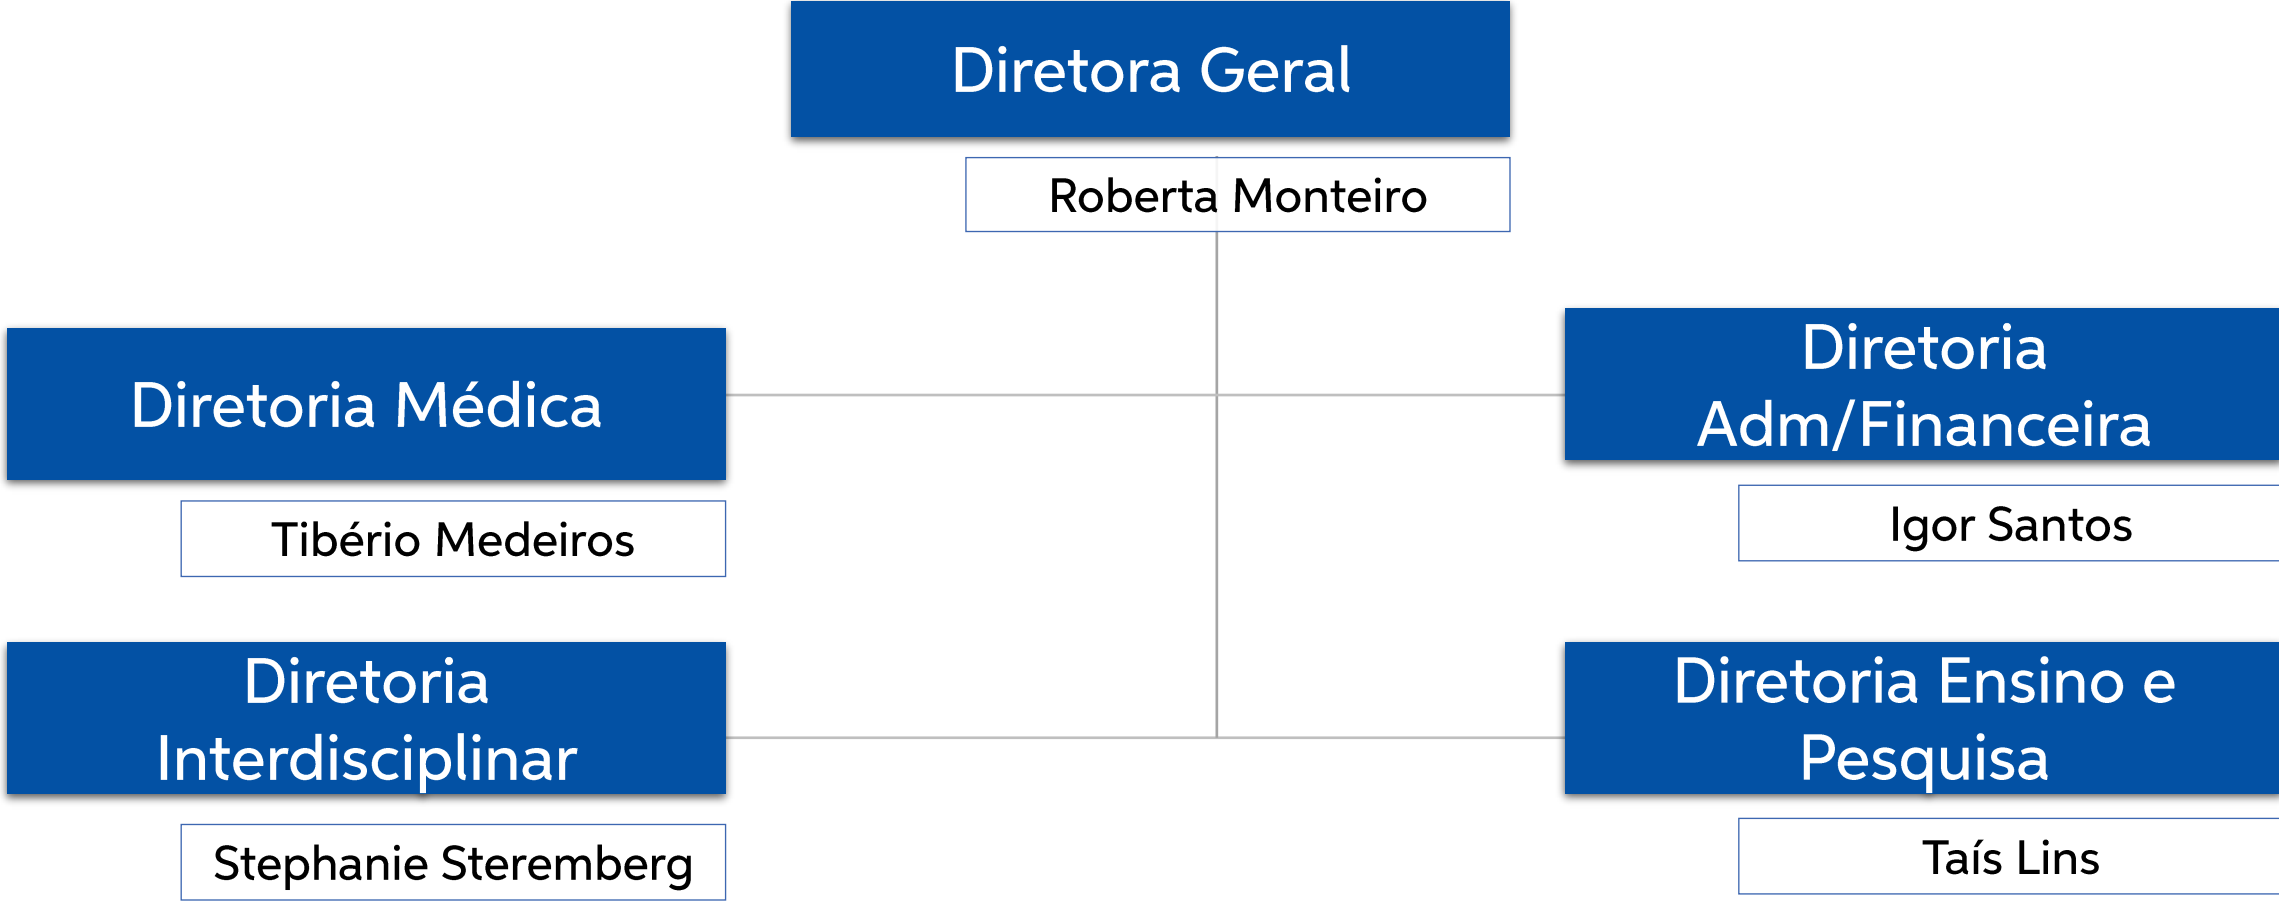 Diretora Geral
Roberta Monteiro
Diretoria Médica
Tibério Medeiros
Diretoria
Adm/Financeira
Igor Santos
Diretoria
Interdisciplinar
Stephanie Steremberg
Diretoria Ensino e
Pesquisa
Taís Lins